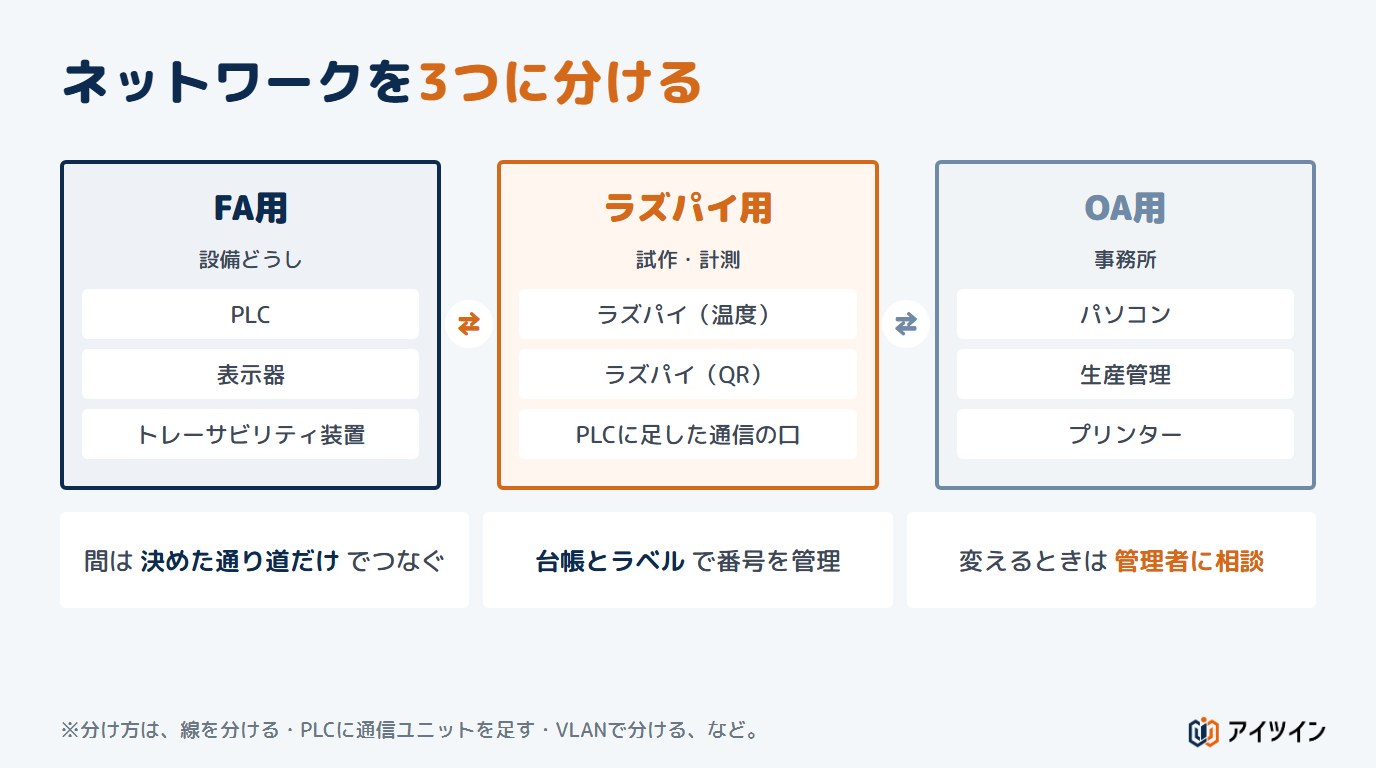 ネットワークを3つに分ける
FA用
設備どうし
PLC
表示器
トレーサビリティ装置
⇄
ラズパイ用
試作・計測
ラズパイ（温度）
ラズパイ（QR）
PLCに足した通信の口
⇄
OA用
事務所
パソコン
生産管理
プリンター
間は 決めた通り道だけ でつなぐ
台帳とラベル で番号を管理
変えるときは 管理者に相談
※分け方は、線を分ける・PLCに通信ユニットを足す・VLANで分ける、など。
アイツイン